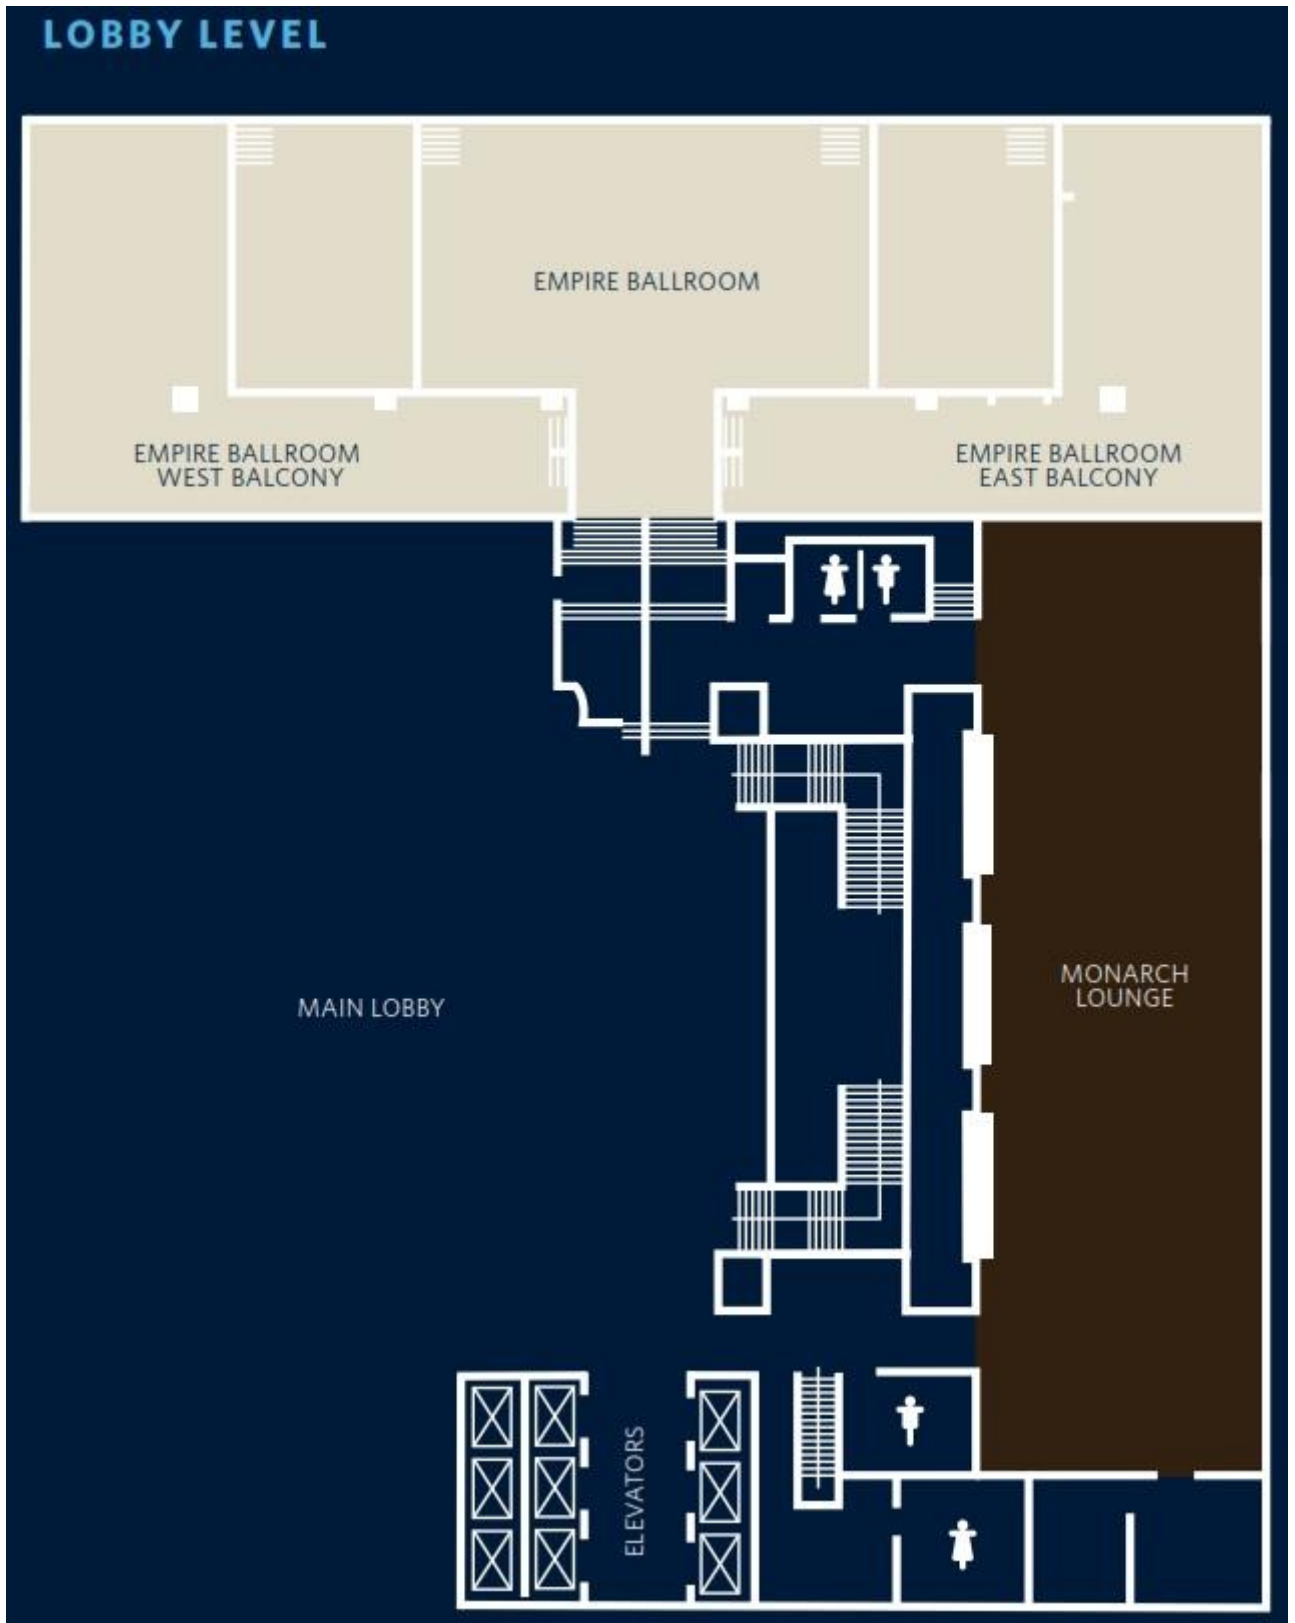 LOBBY LEVEL
EMPIRE BALLROOM
EMPIRE BALLROOM
WEST BALCONY
EMPIRE BALLROOM
EAST BALCONY
MAIN LOBBY
MONARCH
LOUNGE
ELEVATORS